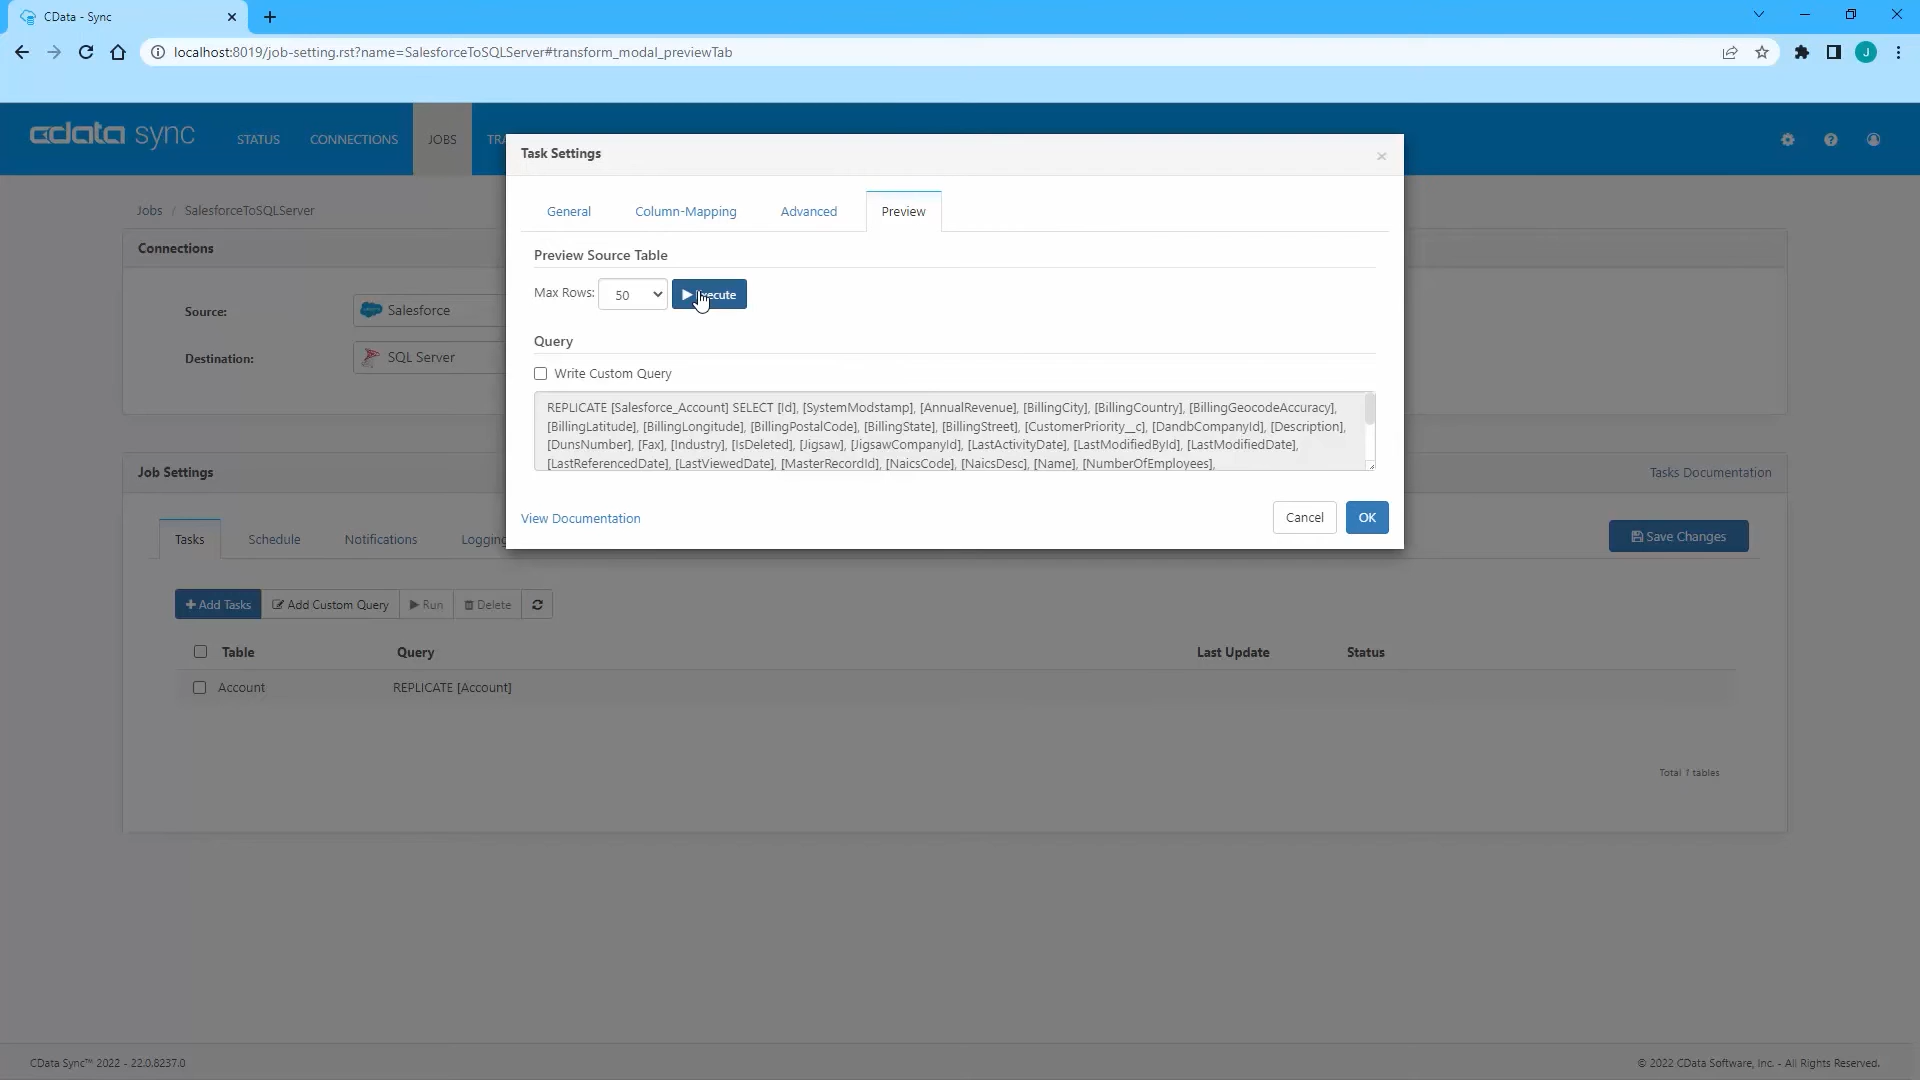 CData - Sync
localhost:8019/job-setting.rst?name=SalesforceToSQLServer#transform_modal_previewTab
J
cdata sync
STATUS
CONNECTIONS
JOBS
Task Settings
×
General
Column-Mapping
Advanced
Preview
Jobs / SalesforceToSQLServer
Connections
Preview Source Table
Max Rows: 50
Source:
Salesforce
Query
Destination:
SQL Server
Write Custom Query
REPLICATE [Salesforce_Account] SELECT [Id], [SystemModstamp], [AnnualRevenue], [BillingCity], [BillingCountry], [BillingGeocodeAccuracy],
[BillingLatitude], [BillingLongitude], [BillingPostalCode], [BillingState], [BillingStreet], [CustomerPriority__c], [DandbCompanyId], [Description],
[DunsNumber], [Fax], [Industry], [IsDeleted], [Jigsaw], [JigsawCompanyId], [LastActivityDate], [LastModifiedById], [LastModifiedDate],
[LastReferencedDate], [LastViewedDate], [MasterRecordId], [NaicsCode], [NaicsDesc], [Name], [NumberOfEmployees],
Job Settings
Tasks Documentation
View Documentation
Cancel
OK
Tasks
Schedule
Notifications
Logging
Save Changes
Add Tasks
Add Custom Query
Run
Delete
Table
Query
Last Update
Status
Account
REPLICATE [Account]
Total 1 tables
CData Sync™ 2022 - 22.0.8237.0
© 2022 CData Software, Inc. - All Rights Reserved.